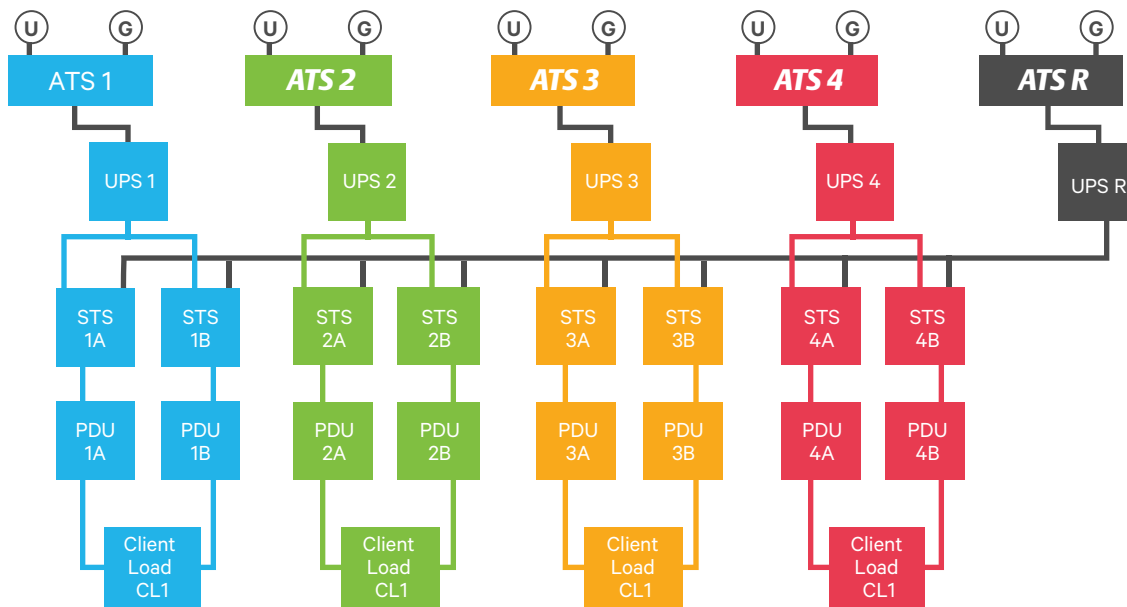 U G U G U G U G U G
ATS 1 ATS 2 ATS 3 ATS 4 ATS R
UPS 1 UPS 2 UPS 3 UPS 4 UPS R
STS STS STS STS STS STS STS STS
1A 1B 2A 2B 3A 3B 4A 4B
PDU PDU PDU PDU PDU PDU PDU PDU
1A 1B 2A 2B 3A 3B 4A 4B
Client Client Client Client
Load Load Load Load
CL1 CL1 CL1 CL1